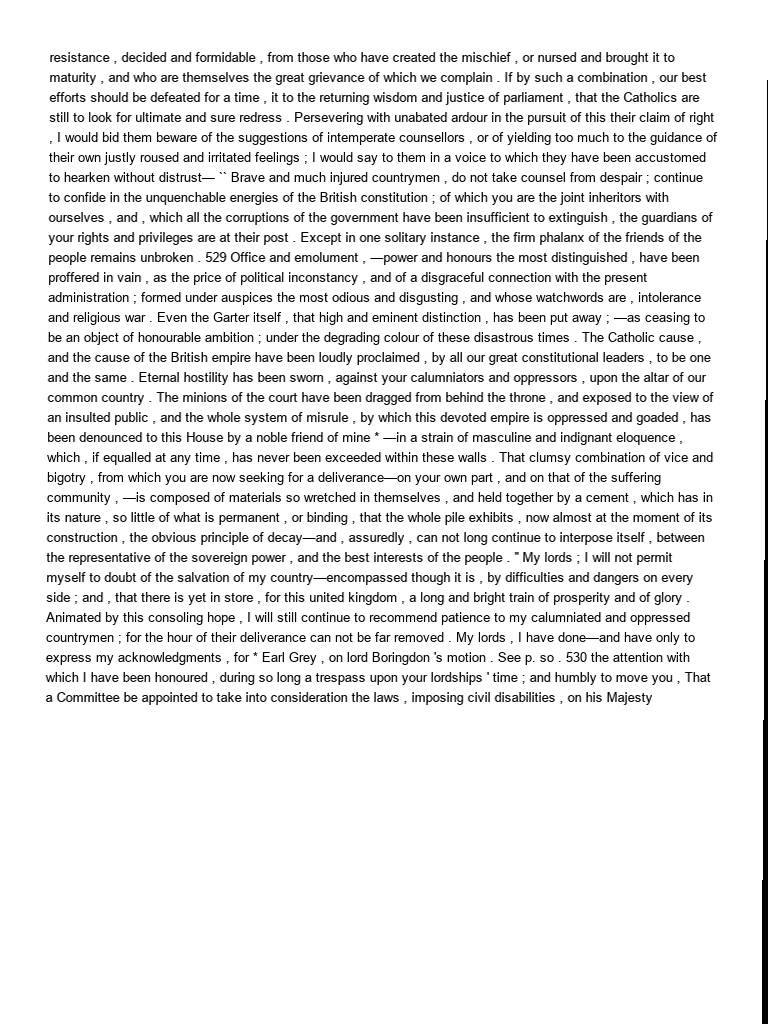 resistance , decided and formidable , from those who have created the mischief , or nursed and brought it to
maturity , and who are themselves the great grievance of which we complain . If by such a combination , our best
efforts should be defeated for a time , it to the returning wisdom and justice of parliament , that the Catholics are
still to look for ultimate and sure redress . Persevering with unabated ardour in the pursuit of this their claim of right
, I would bid them beware of the suggestions of intemperate counsellors , or of yielding too much to the guidance of
their own justly roused and irritated feelings ; I would say to them in a voice to which they have been accustomed
to hearken without distrust— `` Brave and much injured countrymen , do not take counsel from despair ; continue
to confide in the unquenchable energies of the British constitution ; of which you are the joint inheritors with
ourselves , and , which all the corruptions of the government have been insufficient to extinguish , the guardians of
your rights and privileges are at their post . Except in one solitary instance , the firm phalanx of the friends of the
people remains unbroken . 529 Office and emolument , —power and honours the most distinguished , have been
proffered in vain , as the price of political inconstancy , and of a disgraceful connection with the present
administration ; formed under auspices the most odious and disgusting , and whose watchwords are , intolerance
and religious war . Even the Garter itself , that high and eminent distinction , has been put away ; —as ceasing to
be an object of honourable ambition ; under the degrading colour of these disastrous times . The Catholic cause ,
and the cause of the British empire have been loudly proclaimed , by all our great constitutional leaders , to be one
and the same . Eternal hostility has been sworn , against your calumniators and oppressors , upon the altar of our
common country . The minions of the court have been dragged from behind the throne , and exposed to the view of
an insulted public , and the whole system of misrule , by which this devoted empire is oppressed and goaded , has
been denounced to this House by a noble friend of mine * —in a strain of masculine and indignant eloquence ,
which , if equalled at any time , has never been exceeded within these walls . That clumsy combination of vice and
bigotry , from which you are now seeking for a deliverance—on your own part , and on that of the suffering
community , —is composed of materials so wretched in themselves , and held together by a cement , which has in
its nature , so little of what is permanent , or binding , that the whole pile exhibits , now almost at the moment of its
construction , the obvious principle of decay—and , assuredly , can not long continue to interpose itself , between
the representative of the sovereign power , and the best interests of the people . '' My lords ; I will not permit
myself to doubt of the salvation of my country—encompassed though it is , by difficulties and dangers on every
side ; and , that there is yet in store , for this united kingdom , a long and bright train of prosperity and of glory .
Animated by this consoling hope , I will still continue to recommend patience to my calumniated and oppressed
countrymen ; for the hour of their deliverance can not be far removed . My lords , I have done—and have only to
express my acknowledgments , for * Earl Grey , on lord Boringdon 's motion . See p. so . 530 the attention with
which I have been honoured , during so long a trespass upon your lordships ' time ; and humbly to move you , That
a Committee be appointed to take into consideration the laws , imposing civil disabilities , on his Majesty